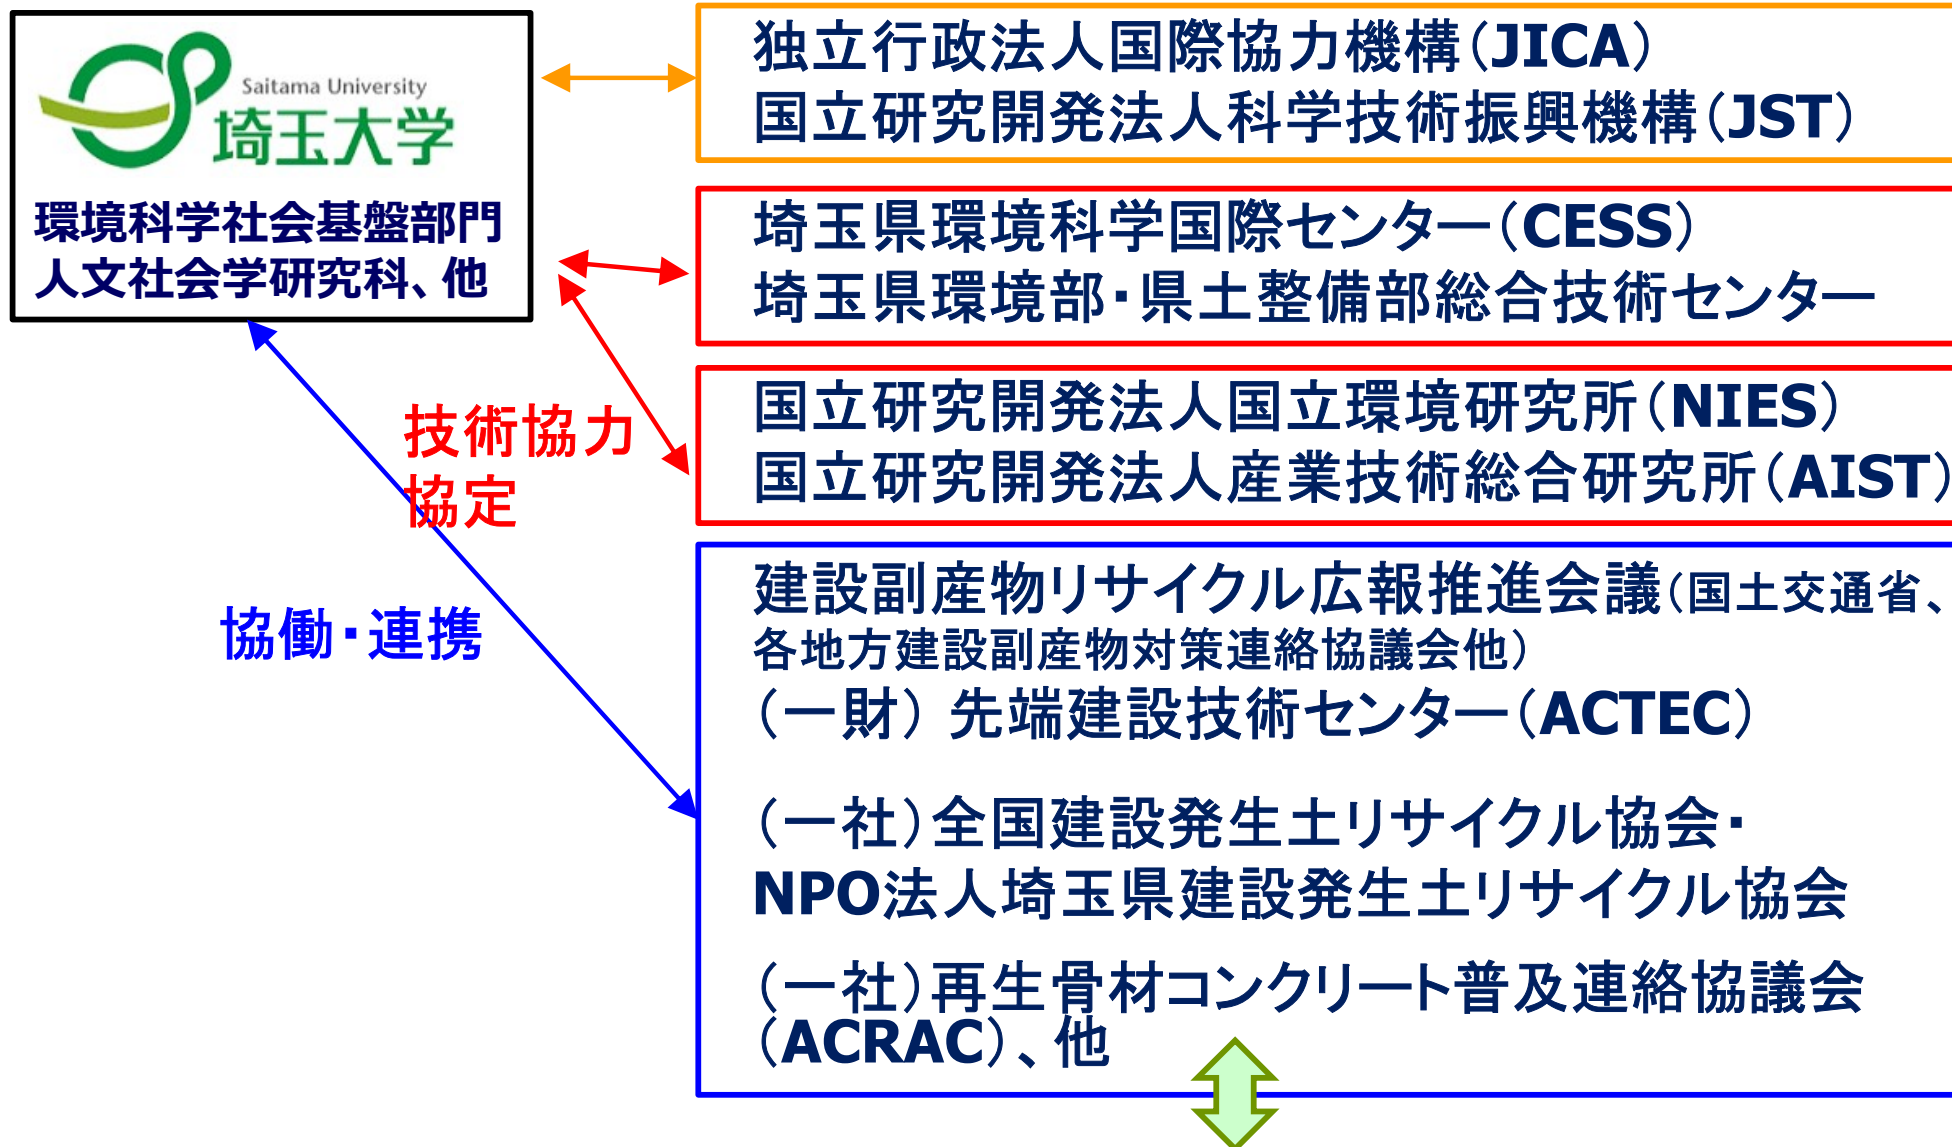 Saitama University
埼玉大学
環境科学社会基盤部門
人文社会学研究科、他
独立行政法人国際協力機構（JICA）
国立研究開発法人科学技術振興機構（JST）
埼玉県環境科学国際センター（CESS）
埼玉県環境部・県土整備部総合技術センター
国立研究開発法人国立環境研究所（NIES）
国立研究開発法人産業技術総合研究所（AIST）
技術協力
協定
協働・連携
建設副産物リサイクル広報推進会議（国土交通省、
各地方建設副産物対策連絡協議会他）
（一財）先端建設技術センター（ACTEC）
（一社）全国建設発生土リサイクル協会・
NPO法人埼玉県建設発生土リサイクル協会
（一社）再生骨材コンクリート普及連絡協議会
（ACRAC）、他